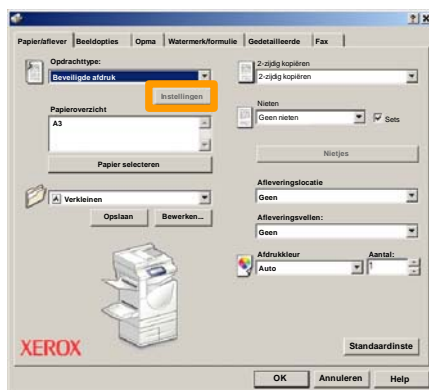 Papier/aflever Beeldopties Opma Watermerk/formulie Gedetailleerde Fax
Opdrachttype:
Beveiligde afdruk
Instellingen
Papieroverzicht
A3
Papier selecteren
Verkleinen
Opslaan Bewerken...
2-zijdig kopiëren
2-zijdig kopiëren
Nieten
Geen nieten Sets
Nietjes
Afleveringslocatie
Geen
Afleveringsvellen:
Geen
Afdrukkleur Aantal:
Auto 1
XEROX
Standaardinste
OK Annuleren Help